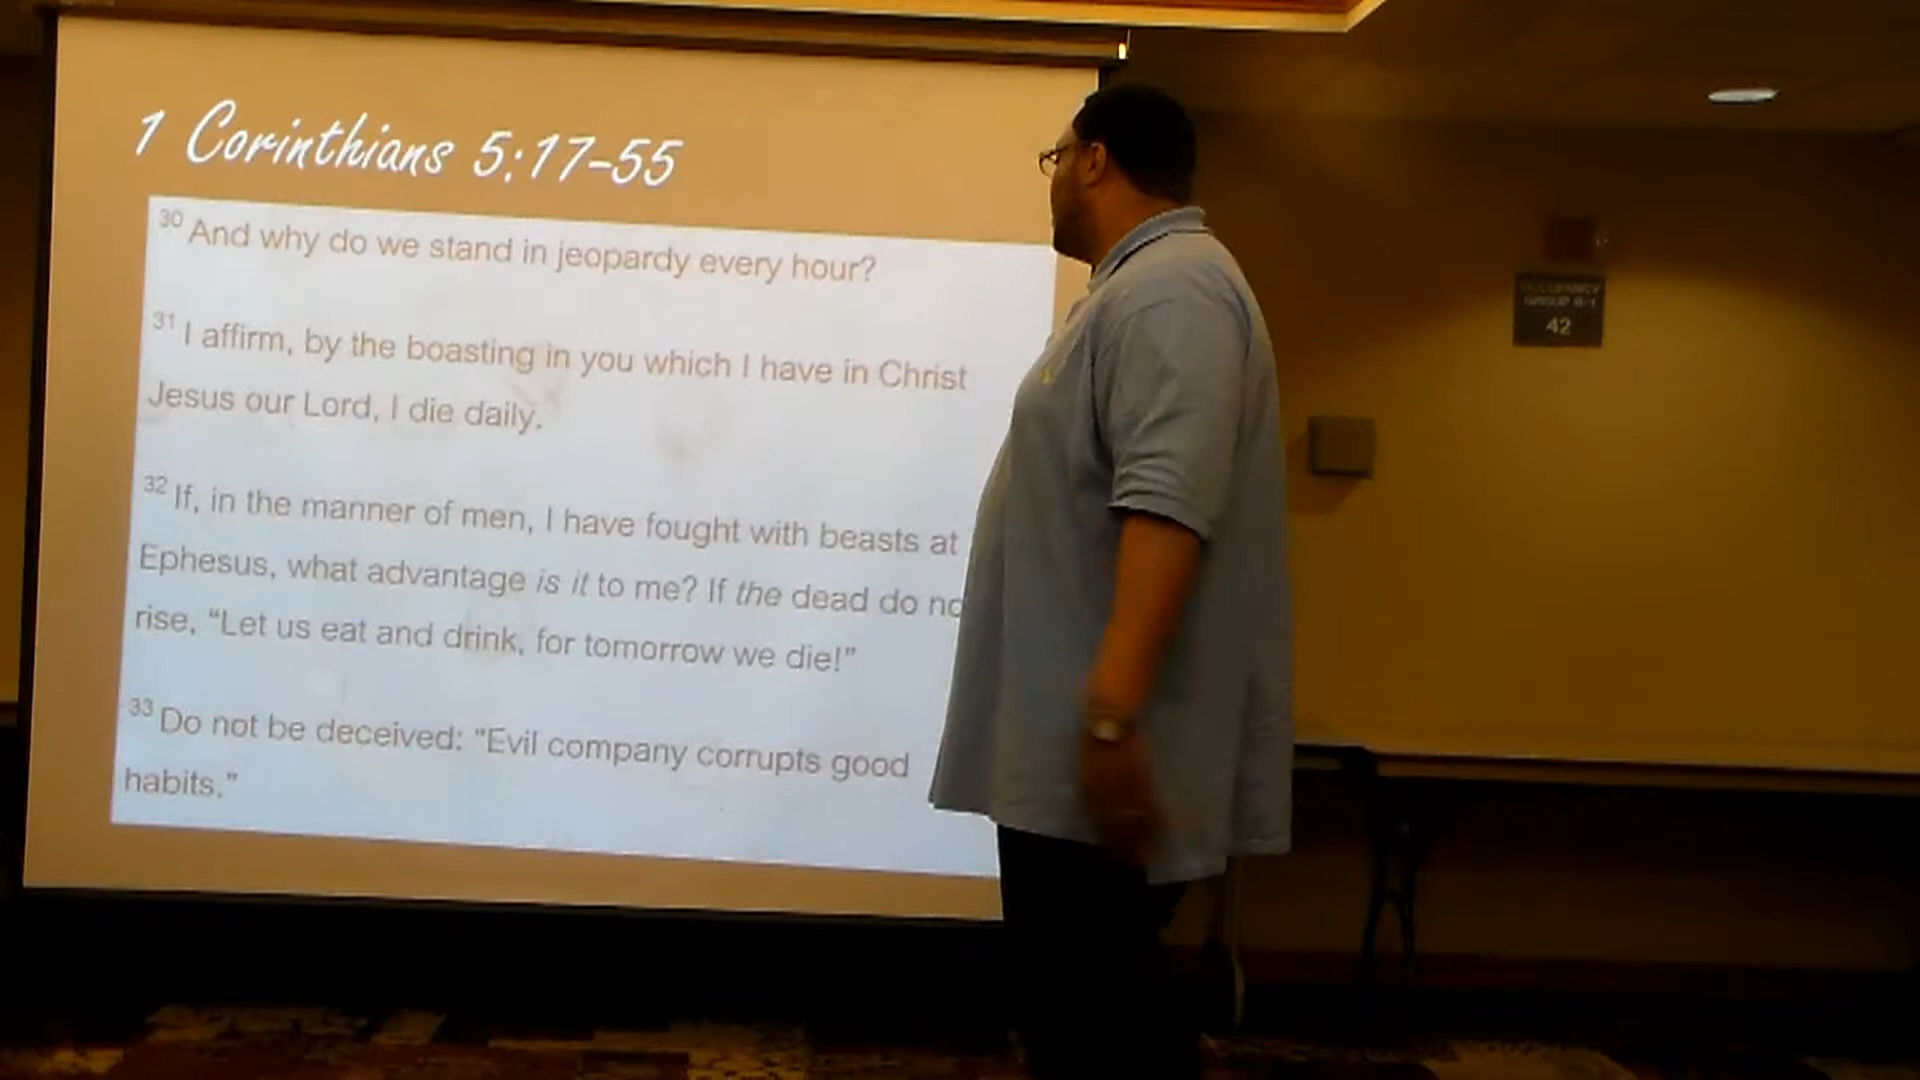 1 Corinthians 5:17-55
30 And why do we stand in jeopardy every hour?
31 I affirm, by the boasting in you which I have in Christ
Jesus our Lord, I die daily.
32 If, in the manner of men, I have fought with beasts at
Ephesus, what advantage is it to me? If the dead do no
rise, “Let us eat and drink, for tomorrow we die!”
33 Do not be deceived: “Evil company corrupts good
habits.”
OCCUPANCY
GROUP
42